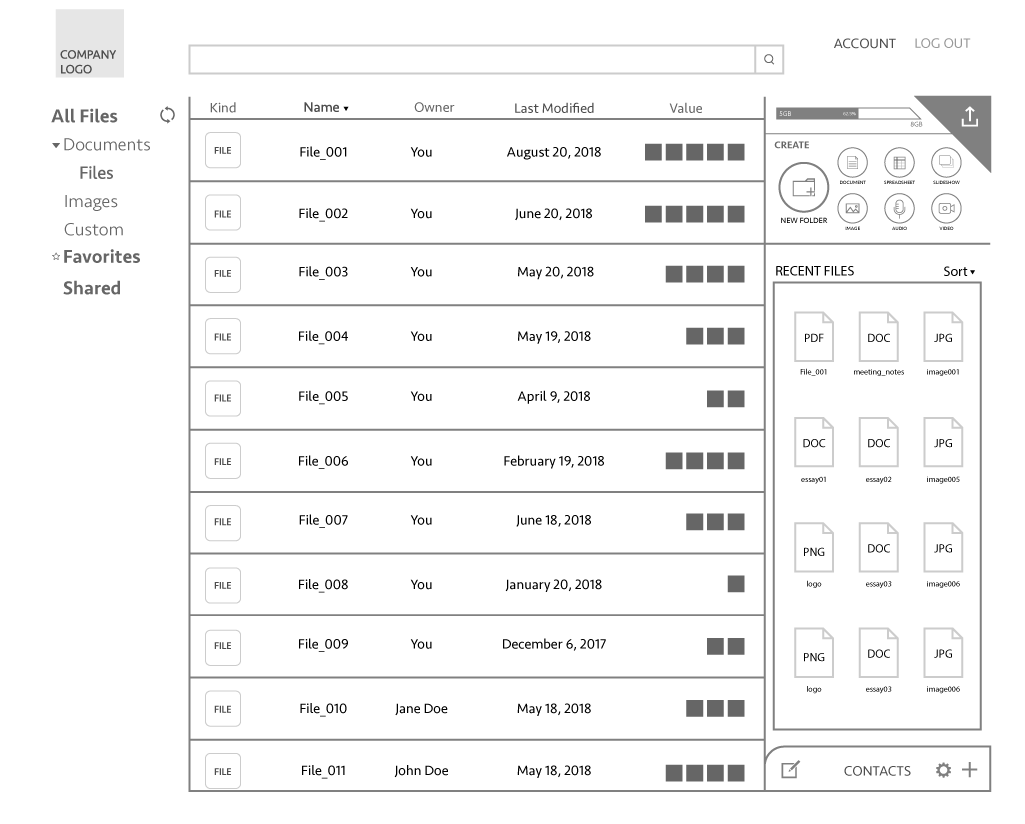 COMPANY
LOGO
ACCOUNT LOG OUT
All Files
Documents
Files
Images
Custom
Favorites
Shared
Kind Name Owner Last Modified Value
FILE File_001 You August 20, 2018
FILE File_002 You June 20, 2018
FILE File_003 You May 20, 2018
FILE File_004 You May 19, 2018
FILE File_005 You April 9, 2018
FILE File_006 You February 19, 2018
FILE File_007 You June 18, 2018
FILE File_008 You January 20, 2018
FILE File_009 You December 6, 2017
FILE File_010 Jane Doe May 18, 2018
FILE File_011 John Doe May 18, 2018
5GB 62.5%
8GB
CREATE
NEW FOLDER
DOCUMENT SPREADSHEET SLIDESHOW
IMAGE AUDIO VIDEO
RECENT FILES Sort
PDF DOC JPG
File_001 meeting_notes image001
DOC DOC JPG
essay01 essay02 image005
PNG DOC JPG
logo essay03 image006
PNG DOC JPG
logo essay03 image006
CONTACTS